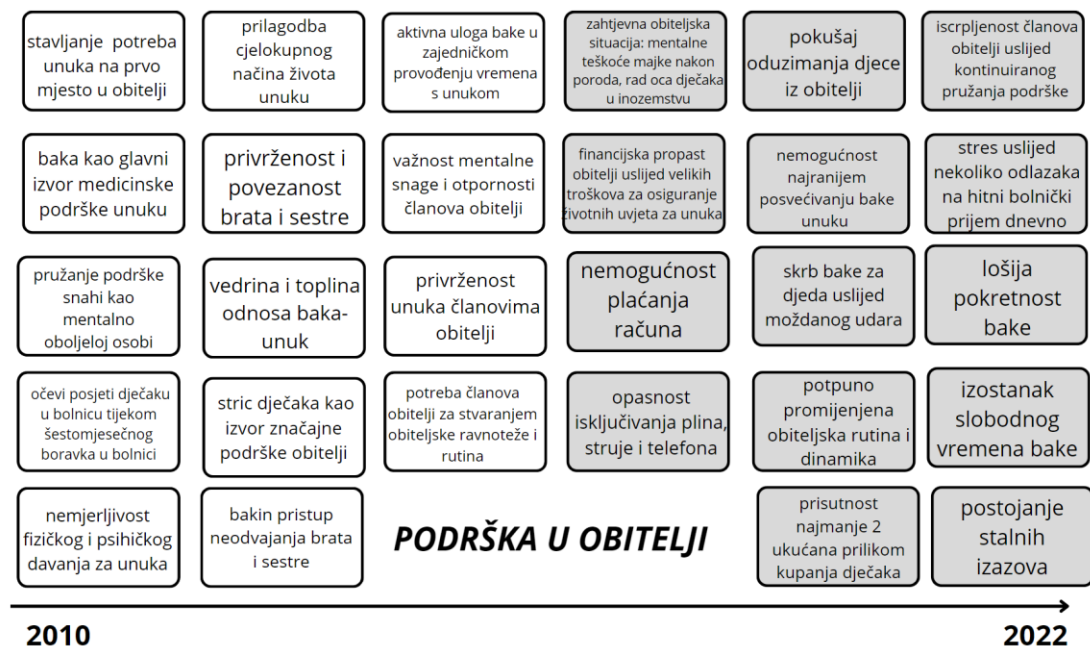 stavljanje potreba
unuka na prvo
mjesto u obitelji
prilagodba
cjelokupnog
načina života
unuku
aktivna uloga bake u
zajedničkom
provođenju vremena
s unukom
zahtjevna obiteljska
situacija: mentalne
teškoće majke nakon
poroda, rad oca dječaka
u inozemstvu
pokušaj
oduzimanja djece
iz obitelji
iscrpljenost članova
obitelji uslijed
kontinuiranog
pružanja podrške
baka kao glavni
izvor medicinske
podrške unuku
privrženost i
povezanost
brata i sestre
važnost mentalne
snage i otpornosti
članova obitelji
financijska propast
obitelji uslijed velikih
troškova za osiguranje
životnih uvjeta za unuka
nemogućnost
najranijem
posvećivanju bake
unuku
stres uslijed
nekoliko odlazaka
na hitni bolnički
prijem dnevno
pružanje podrške
snahi kao
mentalno
oboljeloj osobi
vedrina i toplina
odnosa baka-
unuk
privrženost
unuka članovima
obitelji
nemogućnost
plaćanja
računa
skrb bake za
djeda uslijed
moždanog udara
lošija
pokretnost
bake
očevi posjeti dječaku
u bolnicu tijekom
šestomjesečnog
boravka u bolnici
stric dječaka kao
izvor značajne
podrške obitelji
potreba članova
obitelji za stvaranjem
obiteljske ravnoteže i
rutina
opasnost
isključivanja plina,
struje i telefona
potpuno
promijenjena
obiteljska rutina i
dinamika
izostanak
slobodnog
vremena bake
nemjerljivost
fizičkog i psihičkog
davanja za unuka
bakin pristup
neodvajanja brata
i sestre
PODRŠKA U OBITELJI
prisutnost
najmanje 2
ukućana prilikom
kupanja dječaka
postojanje
stalnih
izazova
2010
2022